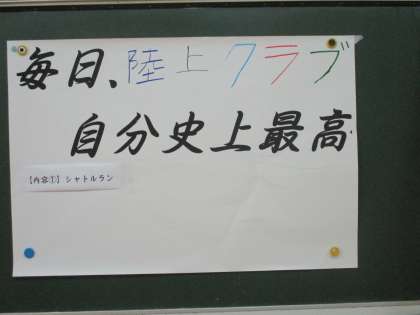 毎日、陸上クラブ
自分史上最高
【内容①】シャトルラン